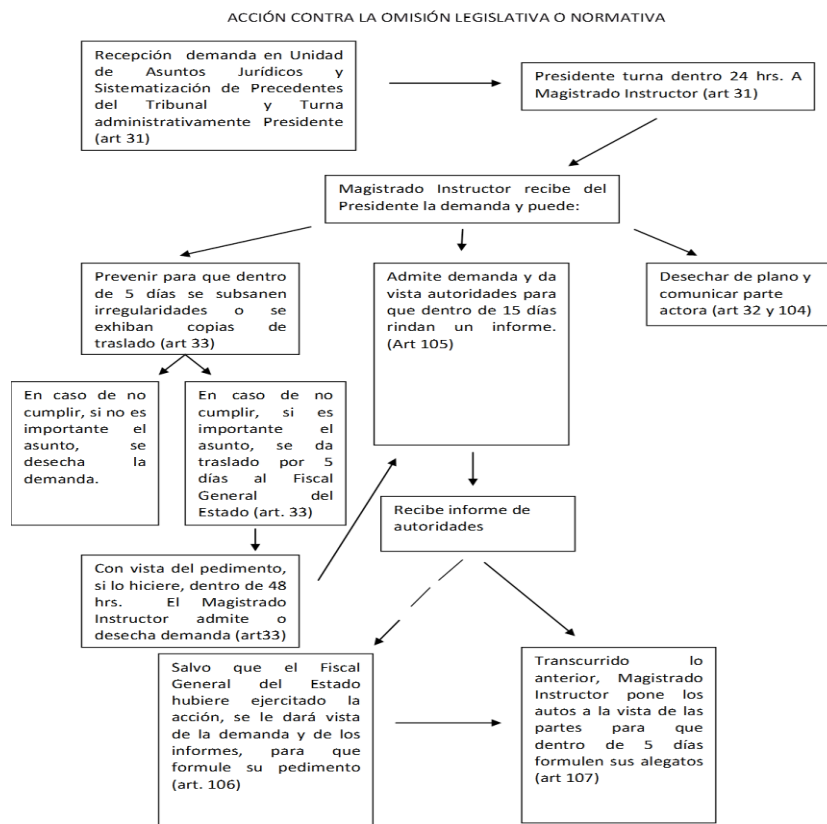 ACCIÓN CONTRA LA OMISIÓN LEGISLATIVA O NORMATIVA
Recepción demanda en Unidad
de Asuntos Jurídicos y
Sistematización de Precedentes
del Tribunal y Turna
administrativamente Presidente
(art 31)
Presidente turna dentro 24 hrs. A
Magistrado Instructor (art 31)
Magistrado Instructor recibe del
Presidente la demanda y puede:
Prevenir para que dentro
de 5 días se subsanen
irregularidades o se
exhiban copias de
traslado (art 33)
Admite demanda y da
vista autoridades para
que dentro de 15 días
rindan un informe.
(Art 105)
Desechar de plano y
comunicar parte
actora (art 32 y 104)
En caso de no
cumplir, si no es
importante el
asunto, se
desecha la
demanda.
En caso de no
cumplir, si es
importante el
asunto, se da
traslado por 5
días al Fiscal
General del
Estado (art. 33)
Recibe informe de
autoridades
Con vista del pedimento,
si lo hiciere, dentro de 48
hrs. El Magistrado
Instructor admite o
desecha demanda (art33)
Salvo que el Fiscal
General del Estado
hubiere ejercitado la
acción, se le dará vista
de la demanda y de los
informes, para que
formule su pedimento
(art. 106)
Transcurrido lo
anterior, Magistrado
Instructor pone los
autos a la vista de las
partes para que
dentro de 5 días
formulen sus alegatos
(art 107)